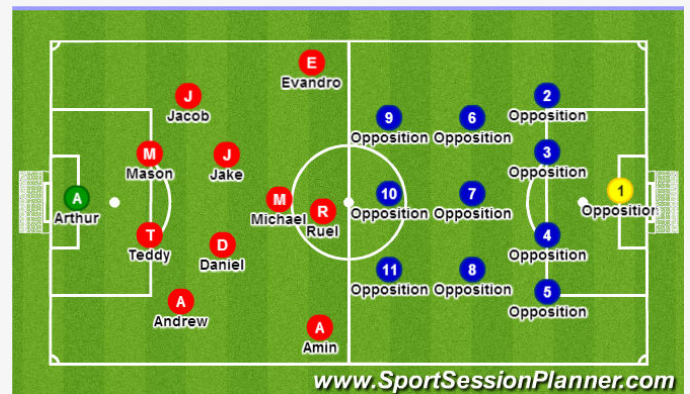 E
Evandro
J
Jacob
2
Opposition
9
Opposition
6
Opposition
M
Mason
J
Jake
3
Opposition
A
Arthur
M
Michael
R
Ruel
10
Opposition
7
Opposition
1
Opposition
T
Teddy
D
Daniel
4
Opposition
11
Opposition
8
Opposition
5
Opposition
A
Andrew
A
Amin
www.SportSessionPlanner.com